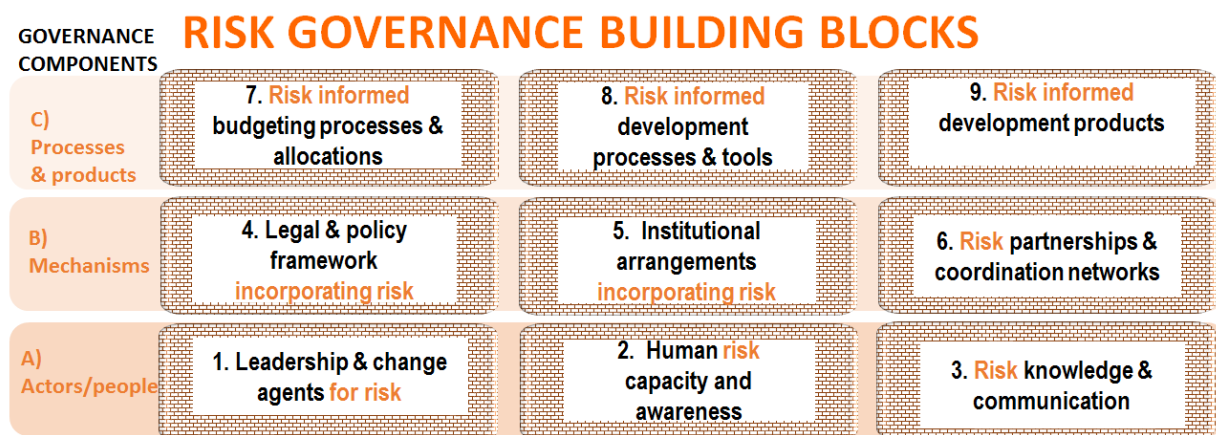 GOVERNANCE
COMPONENTS
RISK GOVERNANCE BUILDING BLOCKS
C)
Processes
& products
7. Risk informed
budgeting processes &
allocations
8. Risk informed
development
processes & tools
9. Risk informed
development products
B)
Mechanisms
4. Legal & policy
framework
incorporating risk
5. Institutional
arrangements
incorporating risk
6. Risk partnerships &
coordination networks
A)
Actors/people
1. Leadership & change
agents for risk
2. Human risk
capacity and
awareness
3. Risk knowledge &
communication